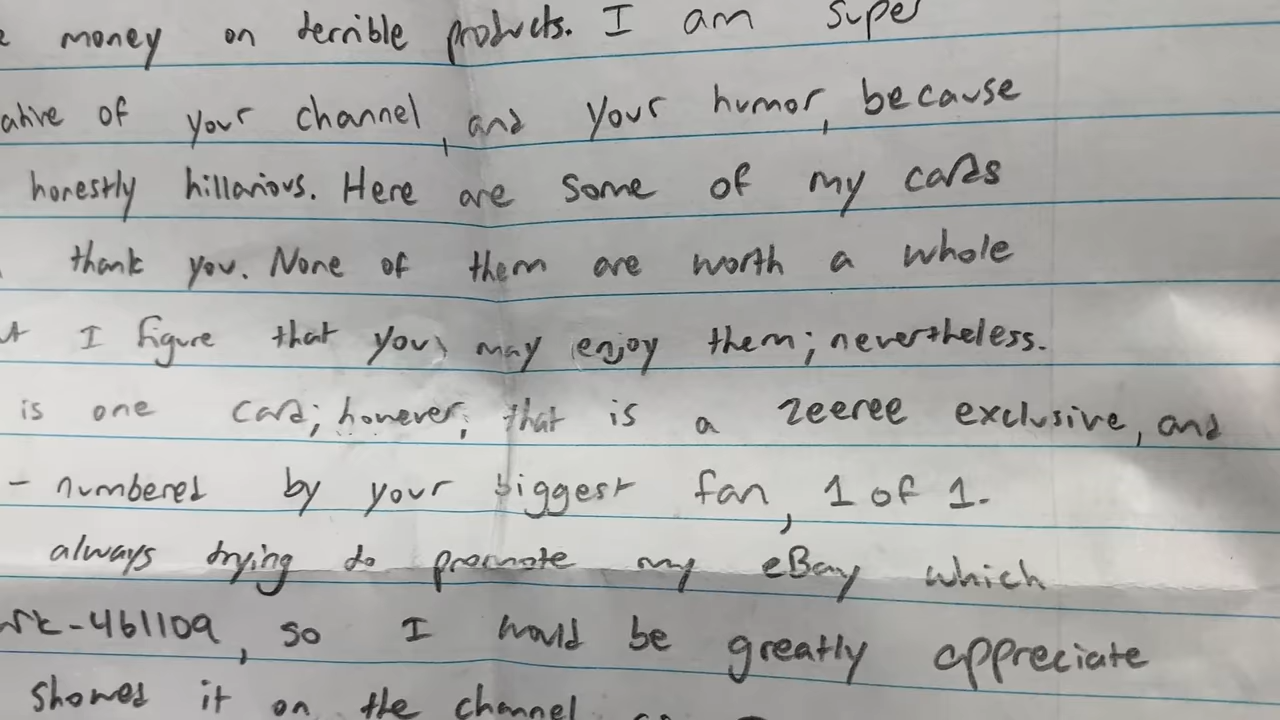 money on terrible products. I am super
of your channel, and your humor, because
honestly hillarious. Here are some of my cards
thank you. None of them are worth a whole
I figure that you may enjoy them; nevertheless.
is one card; however, that is a zeeree exclusive, and
- numbered by your biggest fan, 1 of 1.
always trying to promote my eBay which
-461109, so I would be greatly appreciate
showed it on the channel